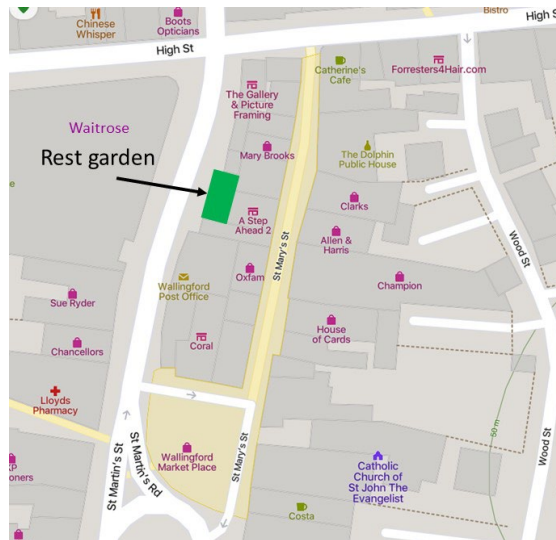 Chinese
Whisper
Boots
Opticians
Bistro
High St
High S
Catherine's
Cafe
Forresters4Hair.com
The Gallery
& Picture
Framing
Waitrose
Rest garden
Mary Brooks
The Dolphin
Public House
e
Clarks
A Step
Ahead 2
Allen &
Harris
St Mary's St
Wood St
Oxfam
Wallingford
Post Office
Champion
Sue Ryder
House
of Cards
Coral
Chancellors
Lloyds
Pharmacy
50 m
Wood St
St Martin's St
St Martin's Rd
Wallingford
Market Place
St Mary's St
KP
oners
Catholic
Church of
St John The
Evangelist
Costa